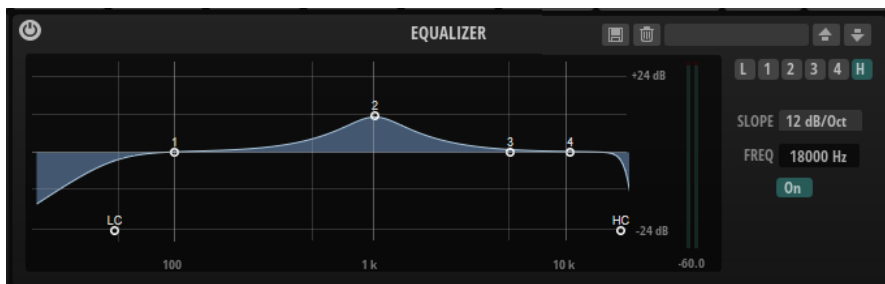 EQUALIZER
+24 dB
L 1 2 3 4 H
2
1
3
4
SLOPE 12 dB/Oct
FREQ 18000 Hz
On
LC
HC
-24 dB
100
1 k
10 k
-60.0